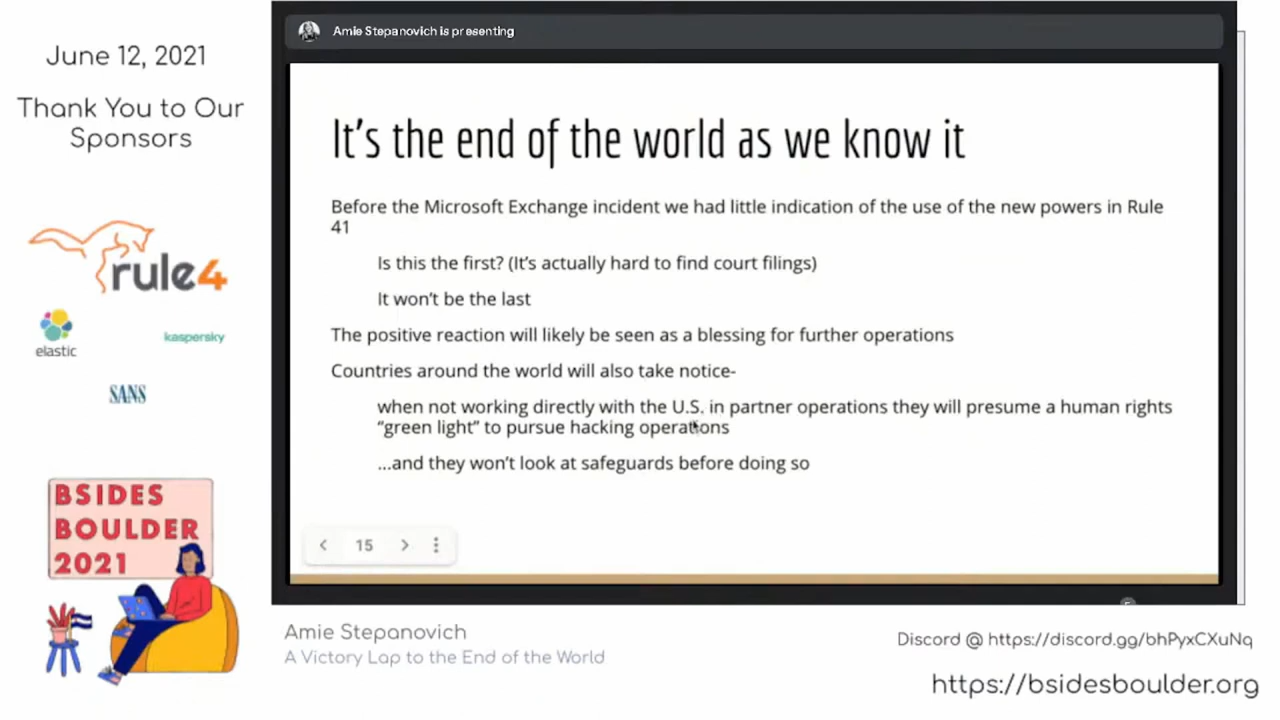 June 12, 2021
Thank You to Our
Sponsors
rule4
elastic
kaspersky
SANS
BSIDES
BOULDER
2021
Amie Stepanovich is presenting
It's the end of the world as we know it
Before the Microsoft Exchange incident we had little indication of the use of the new powers in Rule
41
Is this the first? (It's actually hard to find court filings)
It won't be the last
The positive reaction will likely be seen as a blessing for further operations
Countries around the world will also take notice-
when not working directly with the U.S. in partner operations they will presume a human rights
“green light” to pursue hacking operations
...and they won't look at safeguards before doing so
15
Amie Stepanovich
A Victory Lap to the End of the World
Discord @ https://discord.gg/bhPyxCXuNq
https://bsidesboulder.org